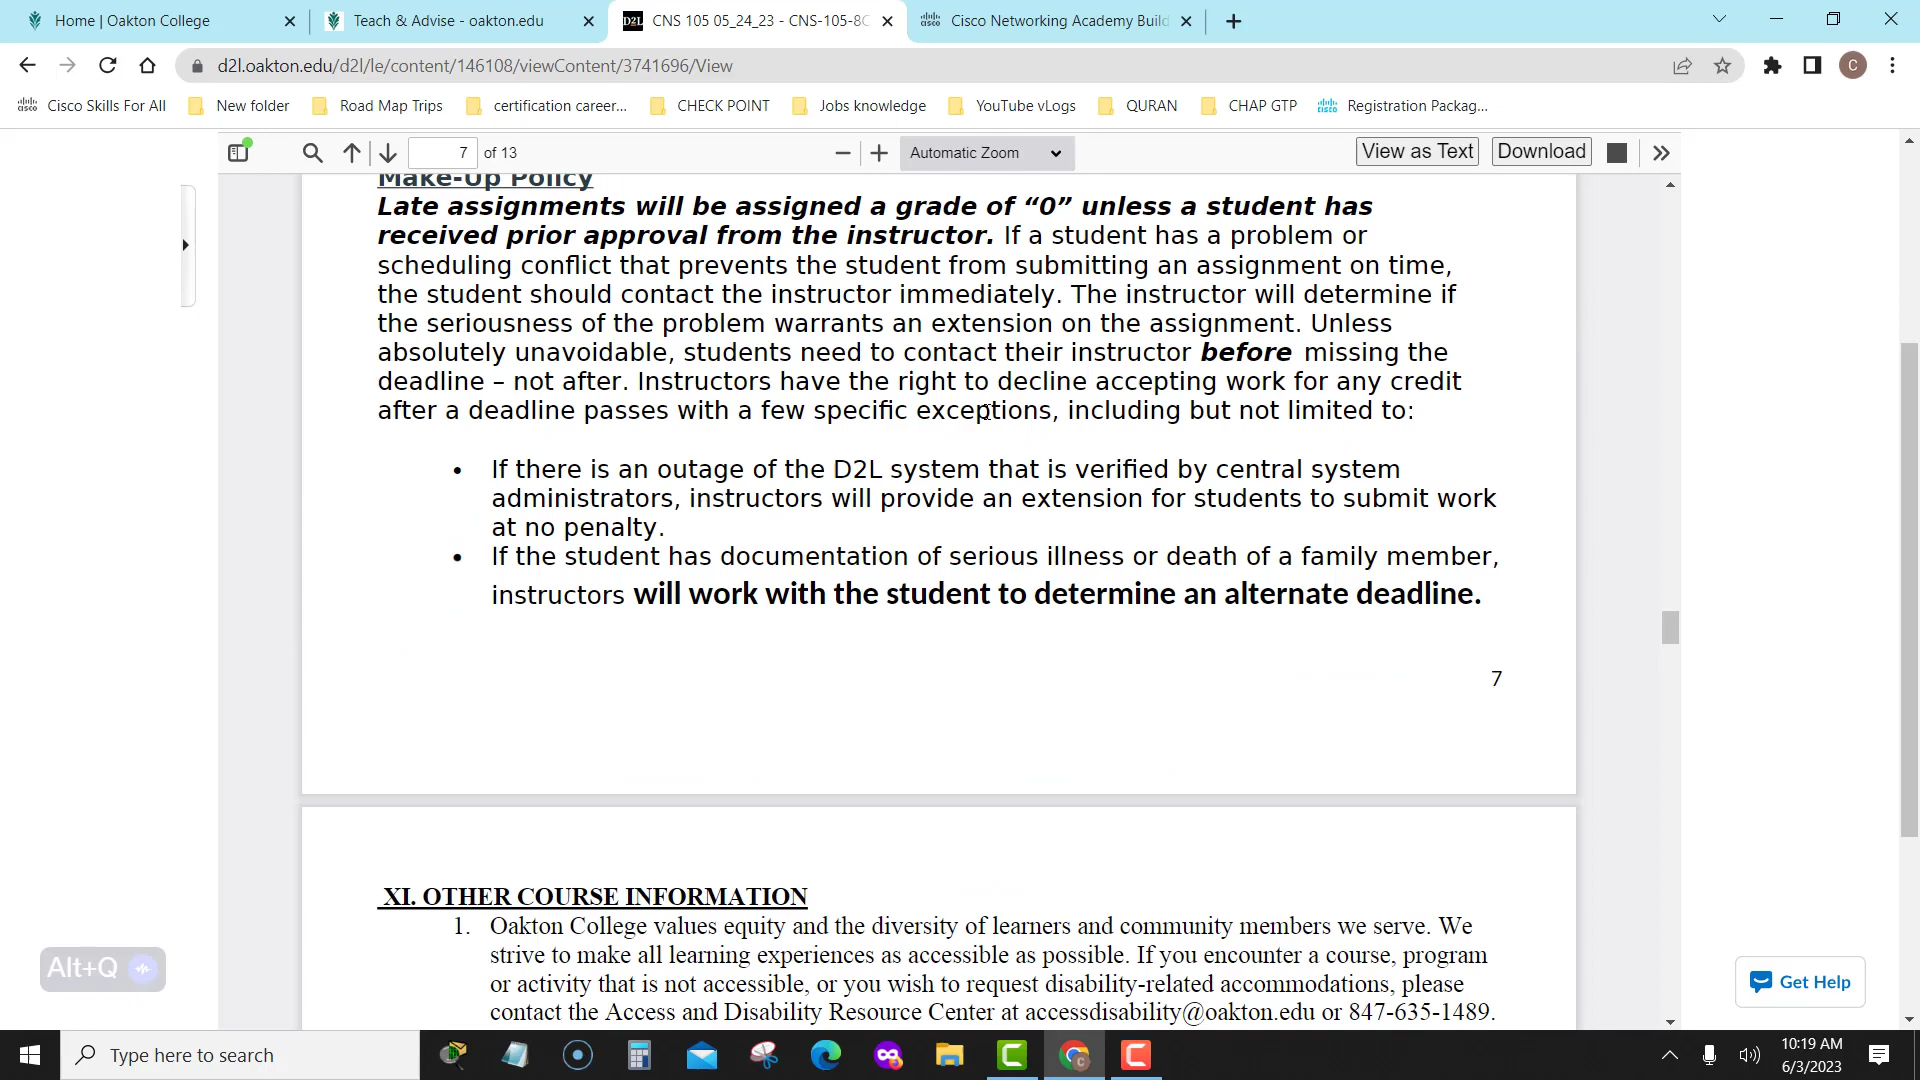 Home | Oakton College
Teach & Advise - oakton.edu
D2L CNS 105 05_24_23 - CNS-105-8C
cisco Cisco Networking Academy Build
d2l.oakton.edu/d2l/le/content/146108/viewContent/3741696/View
C
cisco Cisco Skills For All
New folder
Road Map Trips
certification career...
CHECK POINT
Jobs knowledge
YouTube vLogs
QURAN
CHAP GTP
cisco Registration Packag...
7 of 13
Automatic Zoom
View as Text
Download
Make-Up Policy
Late assignments will be assigned a grade of “0” unless a student has
received prior approval from the instructor. If a student has a problem or
scheduling conflict that prevents the student from submitting an assignment on time,
the student should contact the instructor immediately. The instructor will determine if
the seriousness of the problem warrants an extension on the assignment. Unless
absolutely unavoidable, students need to contact their instructor before missing the
deadline – not after. Instructors have the right to decline accepting work for any credit
after a deadline passes with a few specific exceptions, including but not limited to:
• If there is an outage of the D2L system that is verified by central system
administrators, instructors will provide an extension for students to submit work
at no penalty.
• If the student has documentation of serious illness or death of a family member,
instructors will work with the student to determine an alternate deadline.
7
XI. OTHER COURSE INFORMATION
1. Oakton College values equity and the diversity of learners and community members we serve. We
strive to make all learning experiences as accessible as possible. If you encounter a course, program
or activity that is not accessible, or you wish to request disability-related accommodations, please
contact the Access and Disability Resource Center at accessdisability@oakton.edu or 847-635-1489.
Alt+Q
Get Help
Type here to search
10:19 AM
6/3/2023